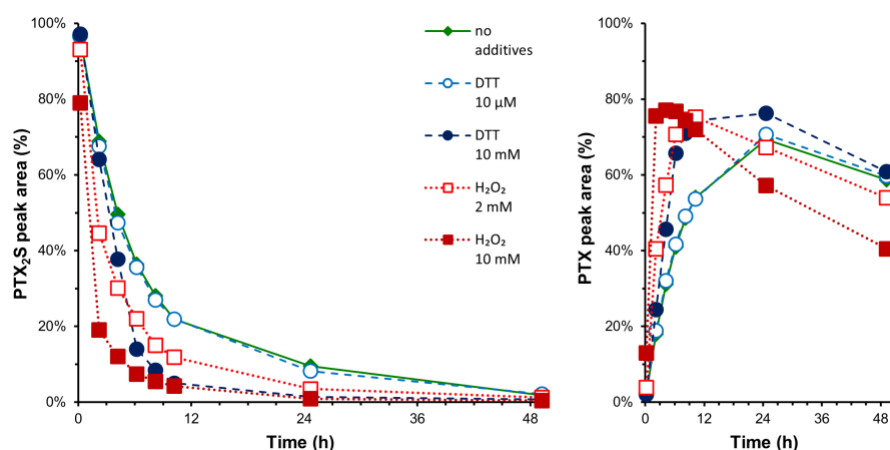 100%
80%
60%
40%
20%
0%
0
12
24
36
48
Time (h)
PTX₂S peak area (%)
no
additives
DTT
10 µM
DTT
10 mM
H₂O₂
2 mM
H₂O₂
10 mM
100%
80%
60%
40%
20%
0%
0
12
24
36
48
Time (h)
PTX peak area (%)